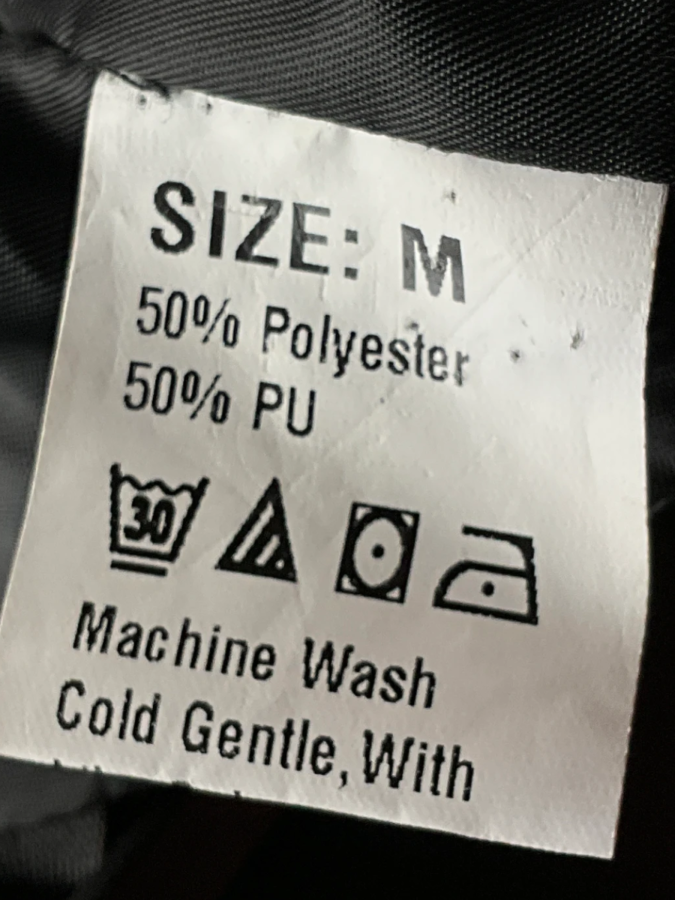 SIZE: M
50% Polyester
50% PU
30
Machine Wash
Cold Gentle, With